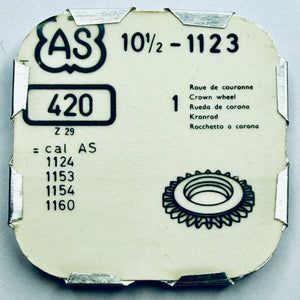 AS 10½-1123
420
Z 29
1
Roue de couronne
Crown wheel
Rueda de corona
Kronrad
Racchetto a corona
= cal AS
1124
1153
1154
1160